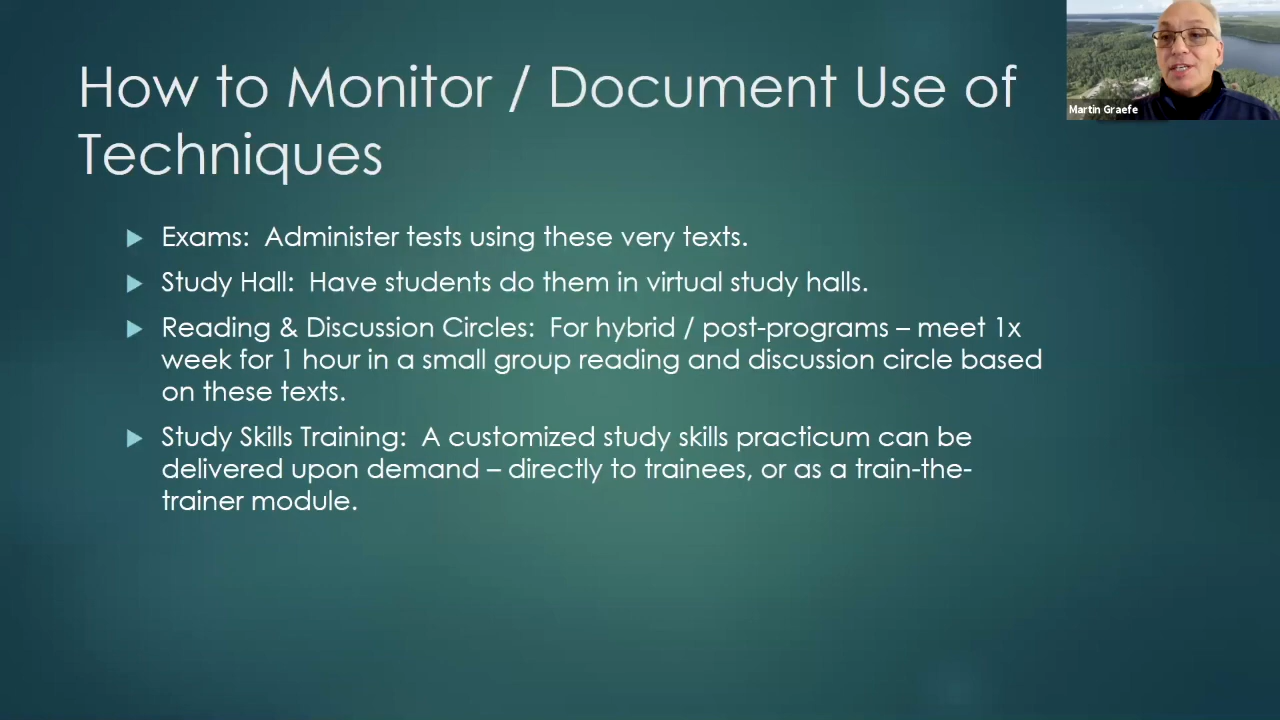 How to Monitor / Document Use of
Techniques
Martin Graefe
Exams:  Administer tests using these very texts.
Study Hall:  Have students do them in virtual study halls.
Reading & Discussion Circles:  For hybrid / post-programs – meet 1x
week for 1 hour in a small group reading and discussion circle based
on these texts.
Study Skills Training:  A customized study skills practicum can be
delivered upon demand – directly to trainees, or as a train-the-
trainer module.